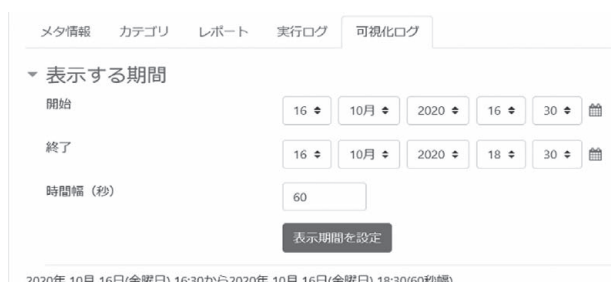 メタ情報 カテゴリ レポート 実行ログ 可視化ログ
表示する期間
開始 16 10月 2020 16 30
終了 16 10月 2020 18 30
時間幅（秒） 60
表示期間を設定
2020年 10月 16日(金曜日) 16:30から2020年 10月 16日(金曜日) 18:30(60秒幅)